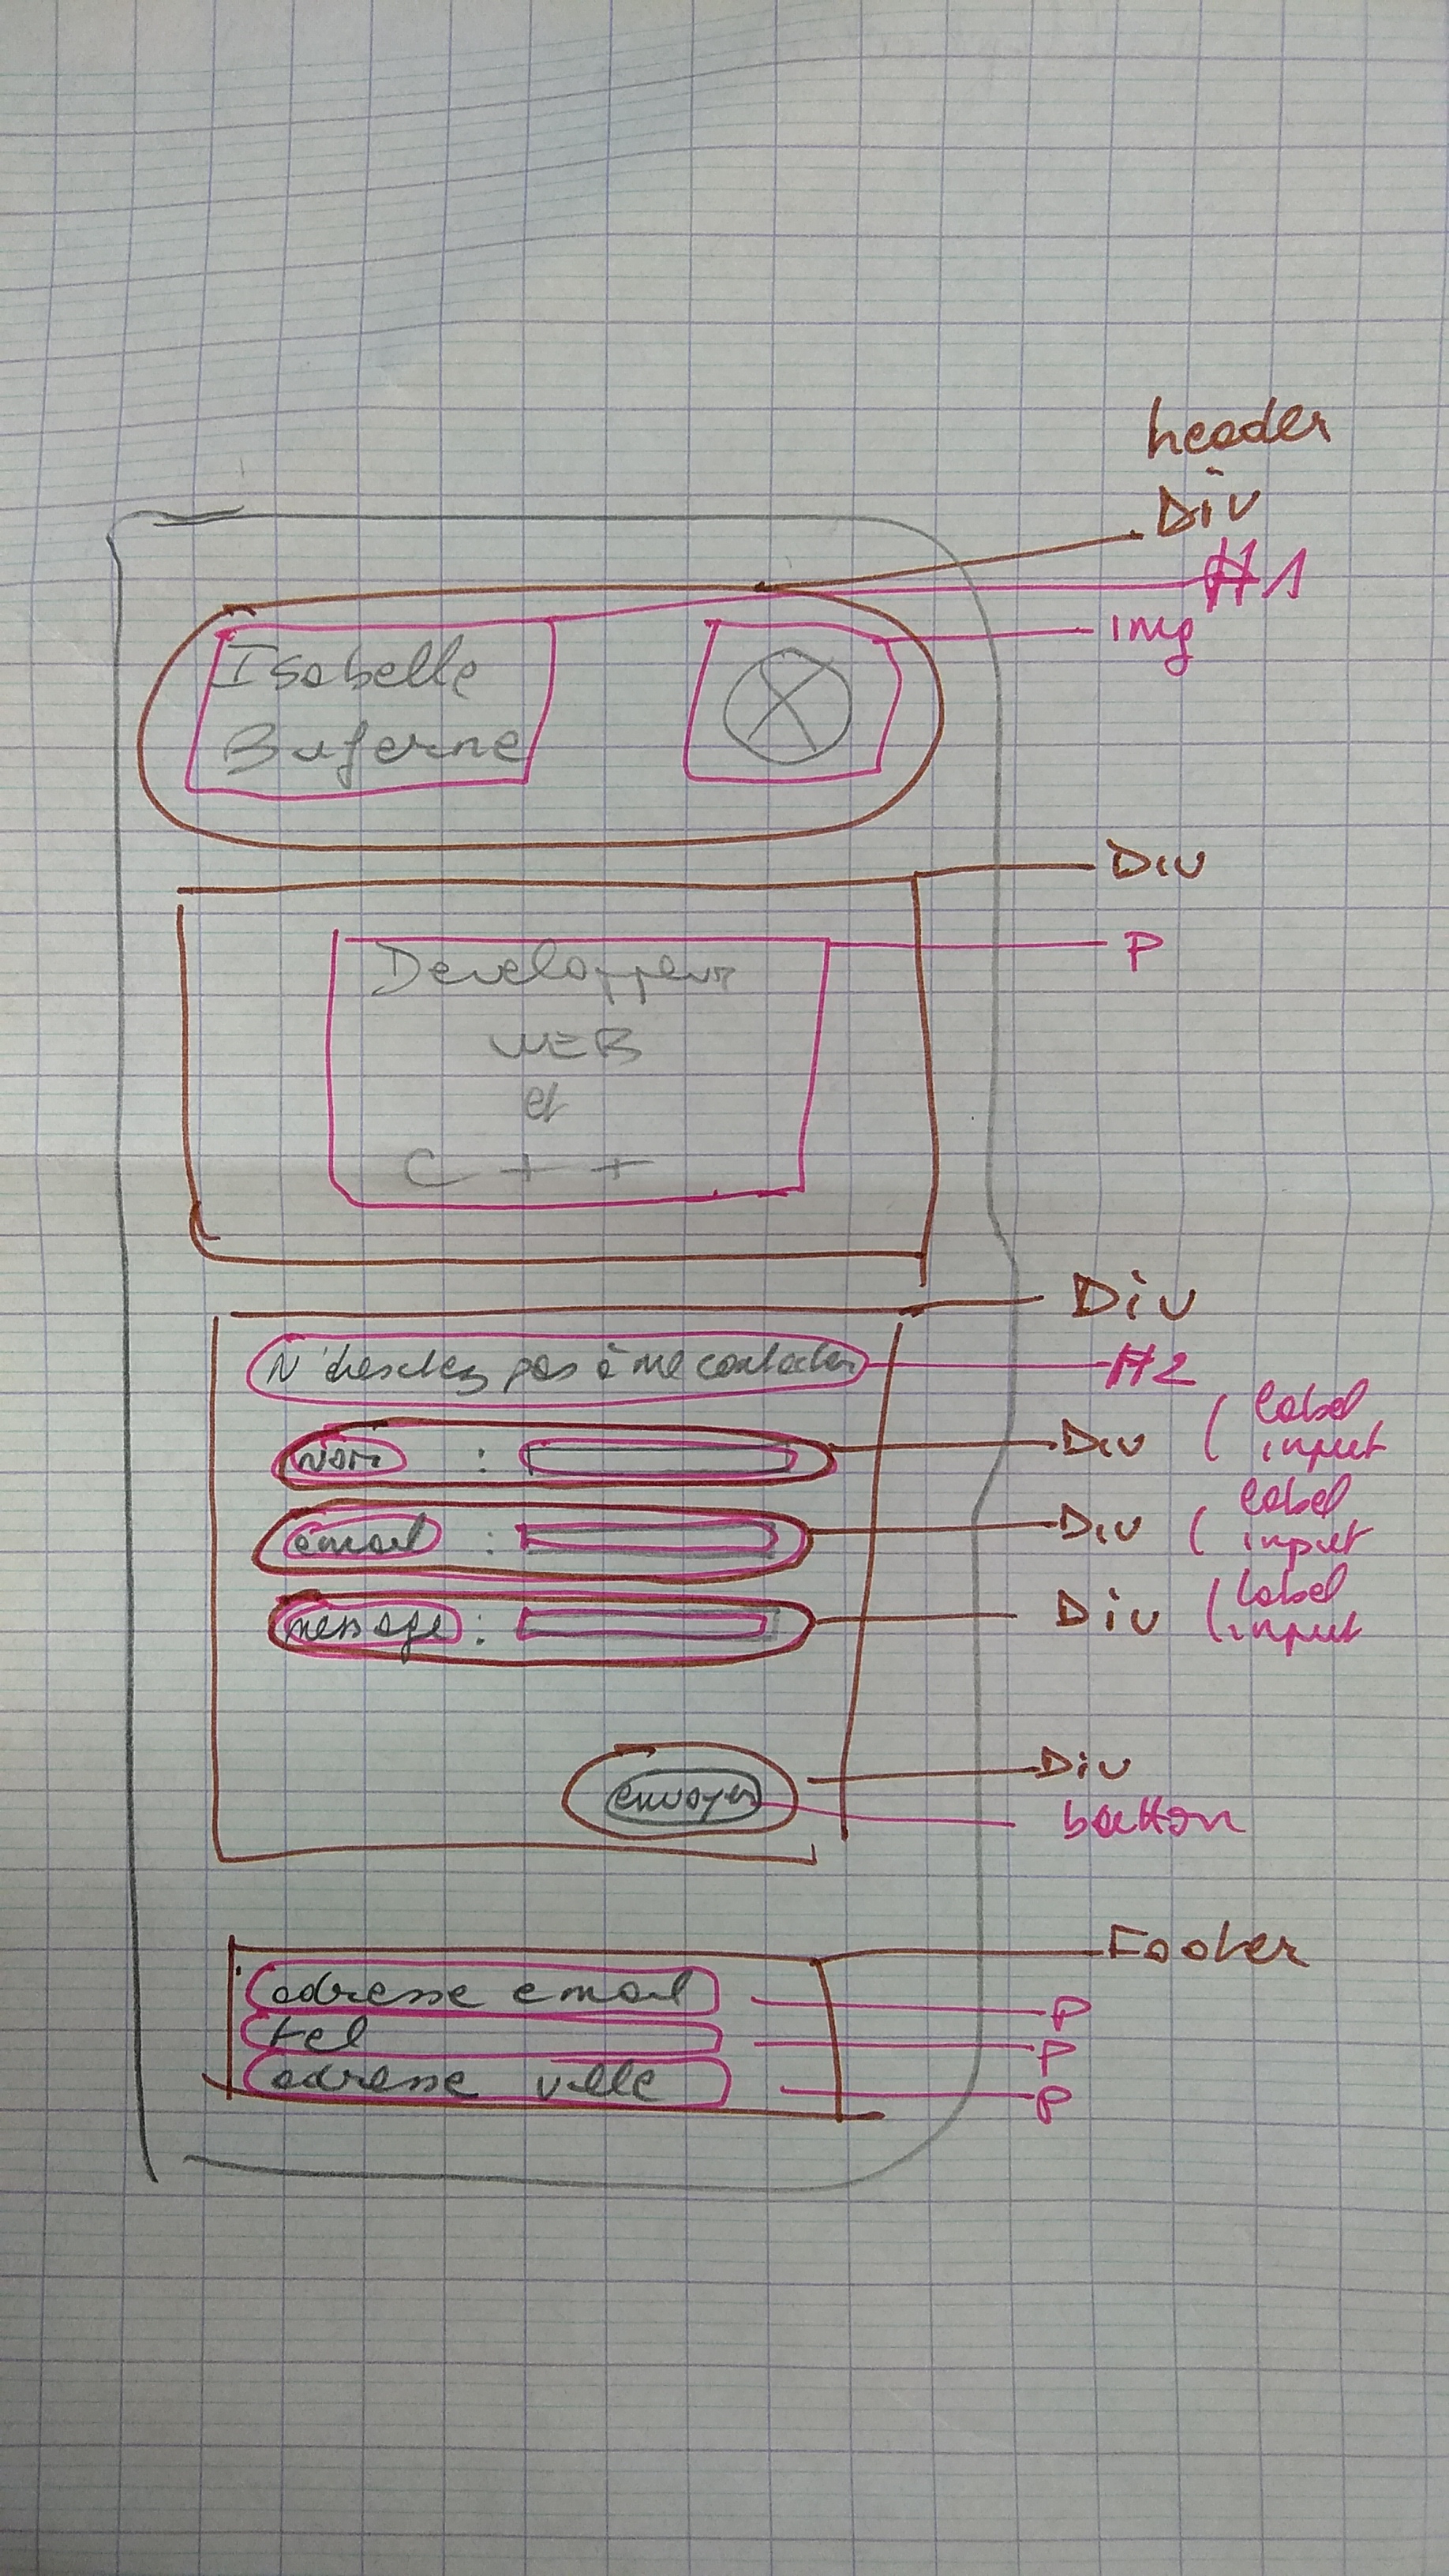 header
Div
H1
img
Isabelle
Buferne
Div
P
Developpeur
WEB
et
C++
Div
N'hesitez pas à me contacter
H2
nom :
Div ( label
input
email :
Div ( label
input
message :
Div ( label
input
envoyer
Div
button
Footer
adresse email
P
tel
P
adresse ville
P